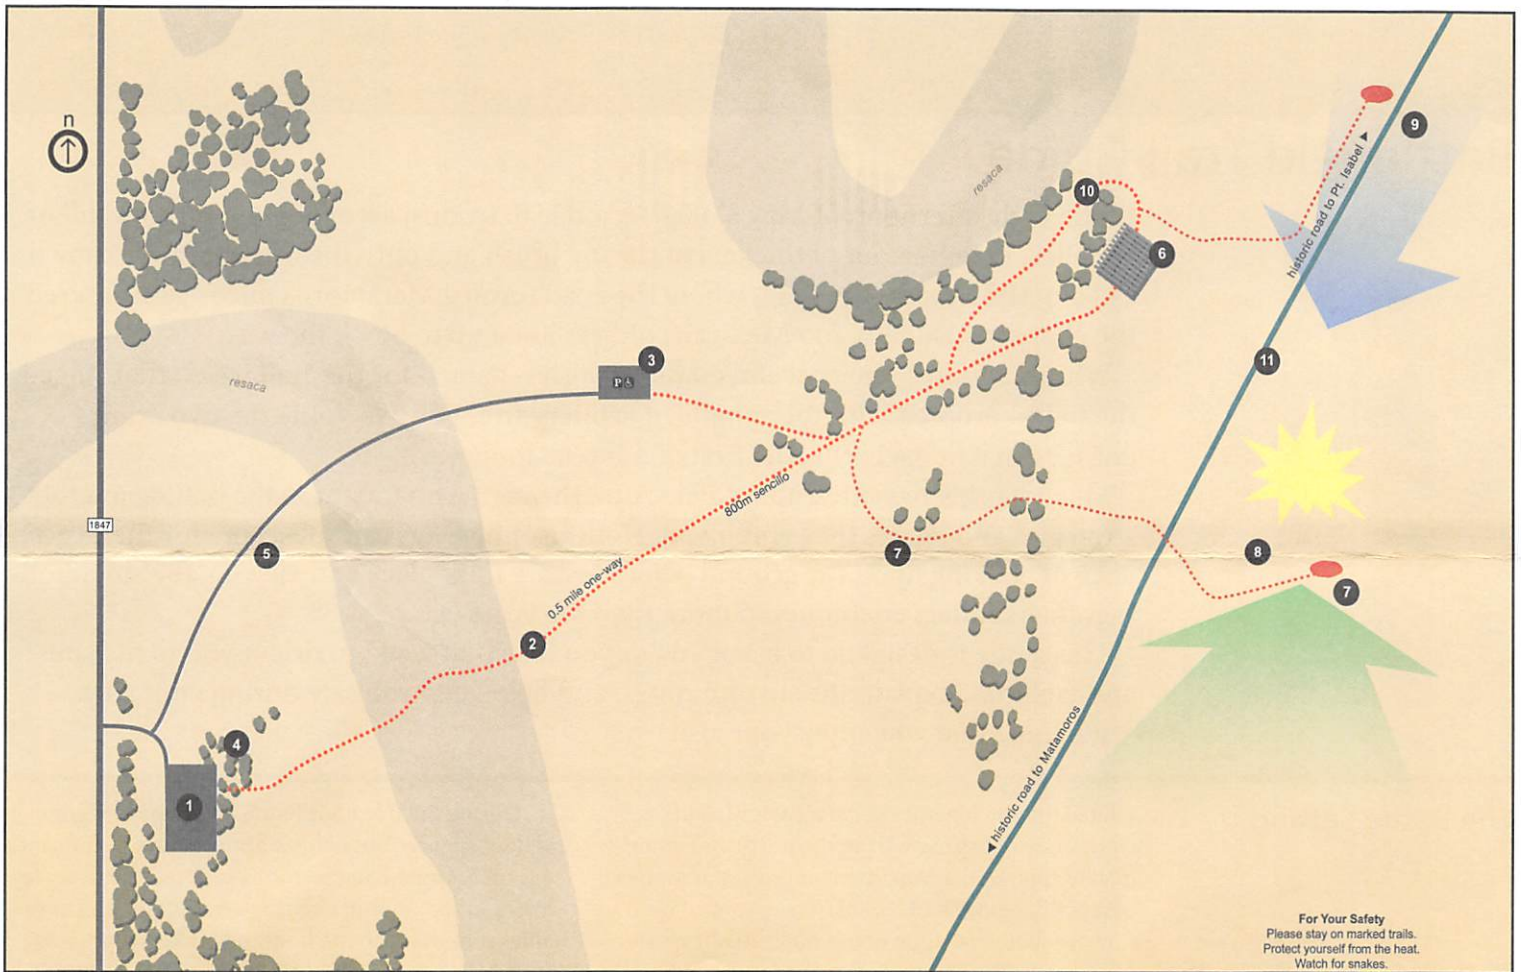 n
resaca
10
9
6
historic road to Pt. Isabel ▲
3
P♿
11
resaca
800m sencillo
1847
5
7
8
0.5 mile one-way
7
2
4
◀ historic road to Matamoros
1
For Your Safety
Please stay on marked trails.
Protect yourself from the heat.
Watch for snakes.